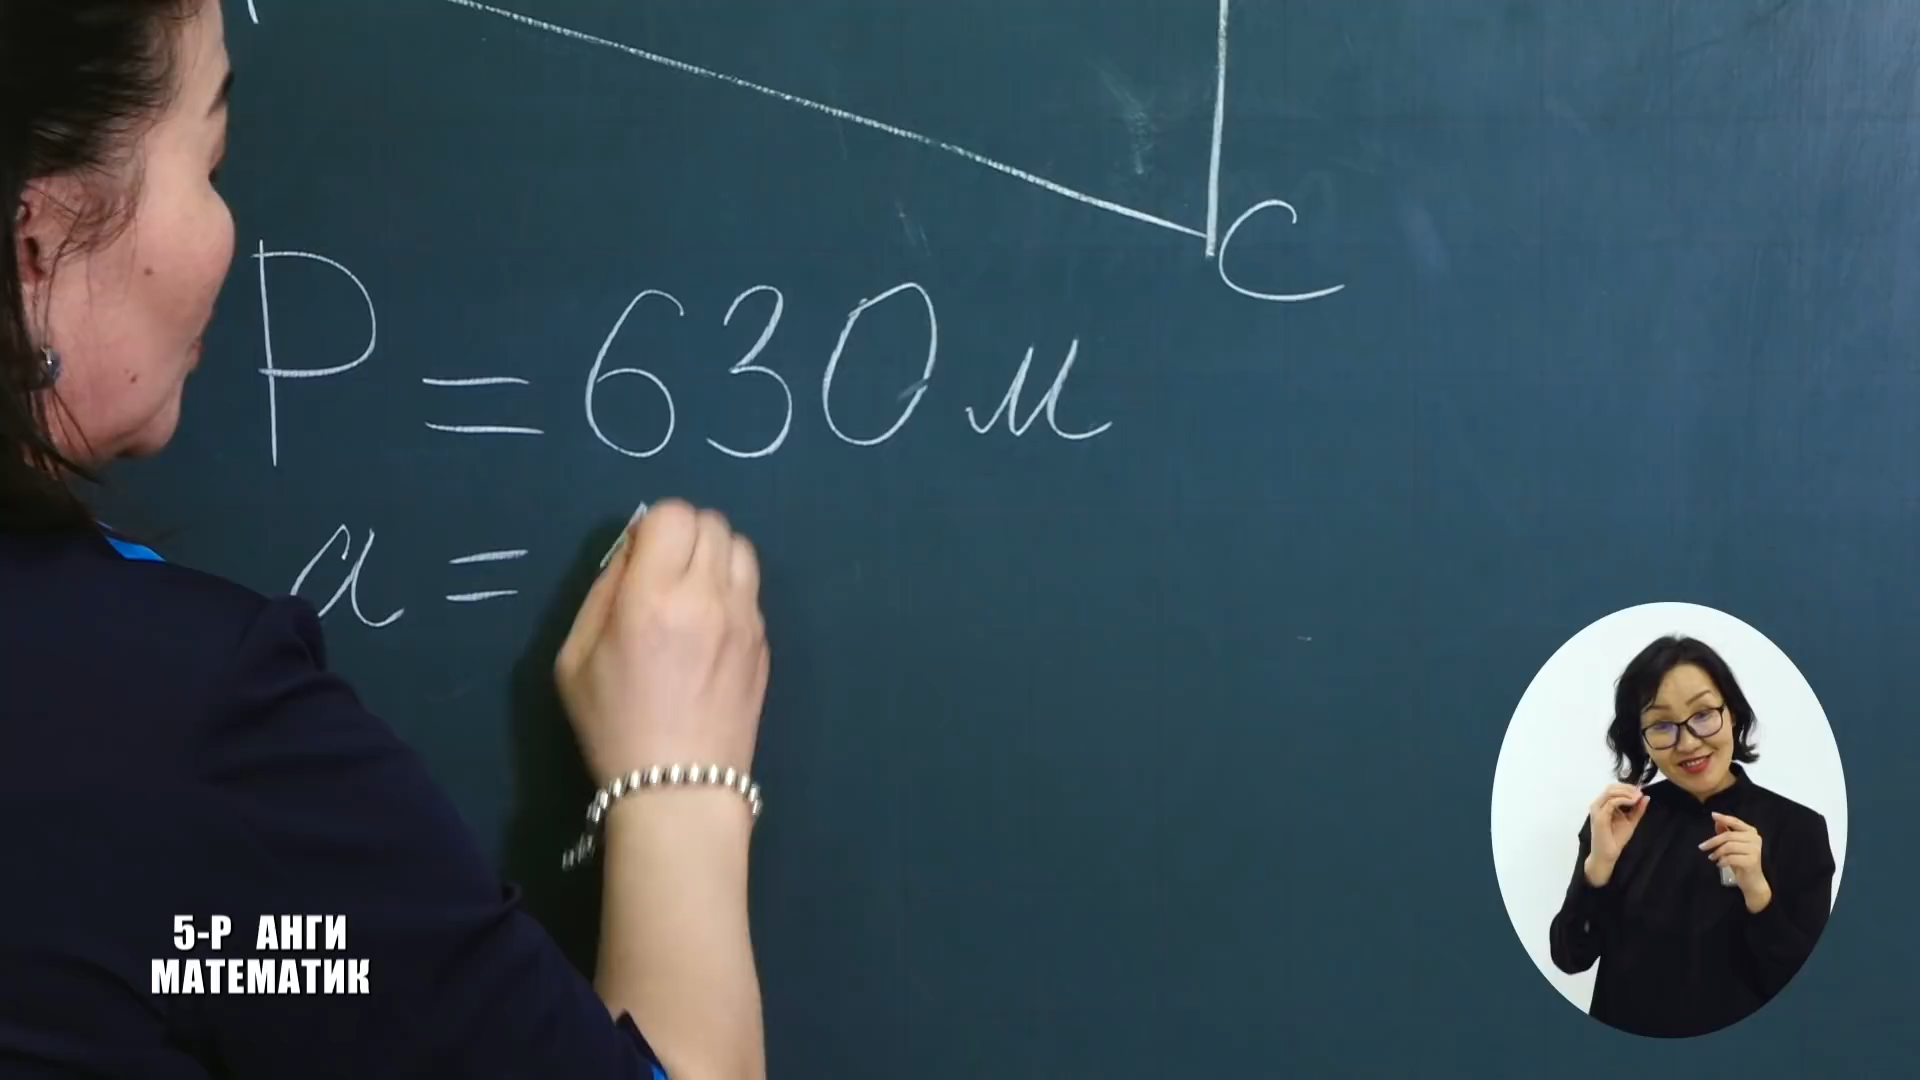 C
P = 630 м
a =
5-Р АНГИ
МАТЕМАТИК